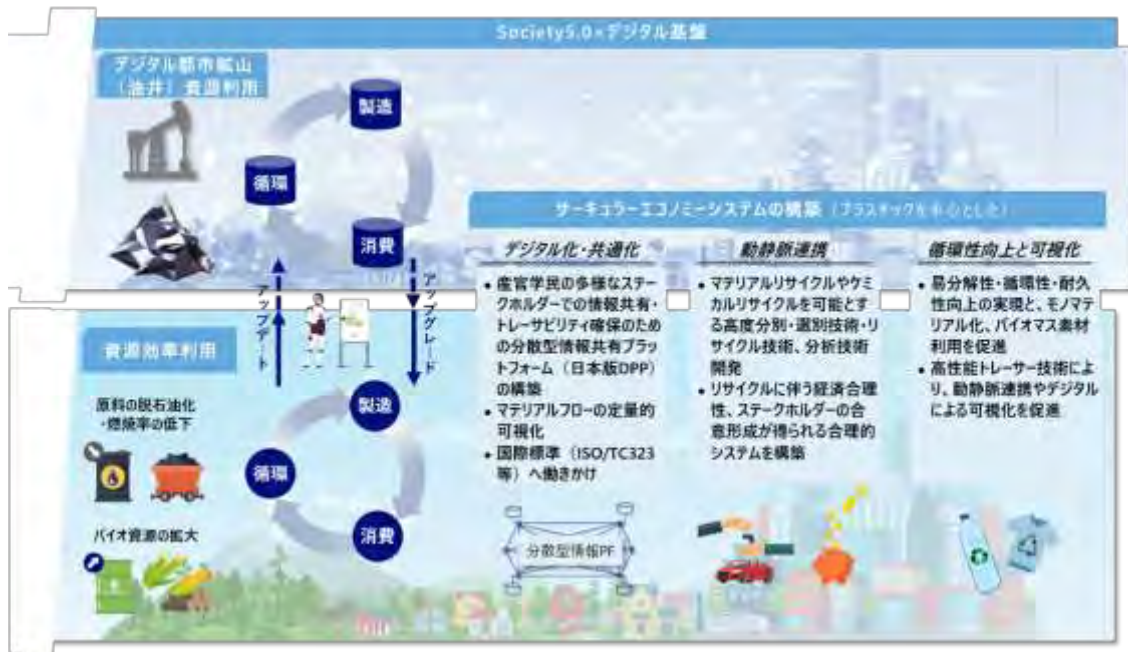 Society5.0×デジタル基盤
デジタル都市鉱山
（油井）資源利用
製造
循環
消費
アップデート
アップグレード
資源効率利用
原料の脱石油化
・燃焼率の低下
バイオ資源の拡大
製造
循環
消費
サーキュラーエコノミーシステムの構築（プラスチックを中心とした）
デジタル化・共通化
• 産官学民の多様なステー
クホルダーでの情報共有・
トレーサビリティ確保のため
の分散型情報共有プラッ
トフォーム（日本版DPP）
の構築
• マテリアルフローの定量的
可視化
• 国際標準（ISO/TC323
等）へ働きかけ
分散型情報PF
動静脈連携
• マテリアルリサイクルやケミ
カルリサイクルを可能とす
る高度分別・選別技術・リ
サイクル技術、分析技術
開発
• リサイクルに伴う経済合理
性、ステークホルダーの合
意形成が得られる合理的
システムを構築
循環性向上と可視化
• 易分解性・循環性・耐久
性向上の実現と、モノマテ
リアル化、バイオマス素材
利用を促進
• 高性能トレーサー技術によ
り、動静脈連携やデジタル
による可視化を促進